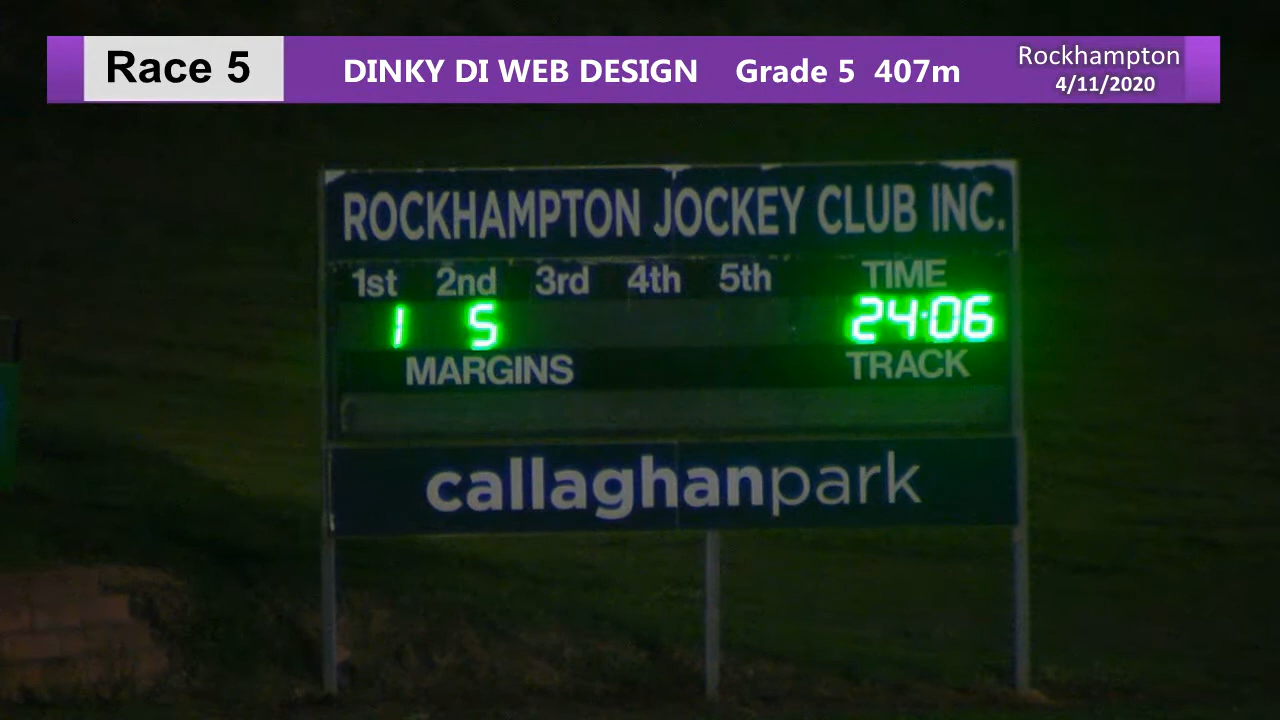 Race 5 DINKY DI WEB DESIGN Grade 5 407m Rockhampton
4/11/2020
ROCKHAMPTON JOCKEY CLUB INC.
1st 2nd 3rd 4th 5th TIME
1 5 24·06
MARGINS TRACK
callaghanpark